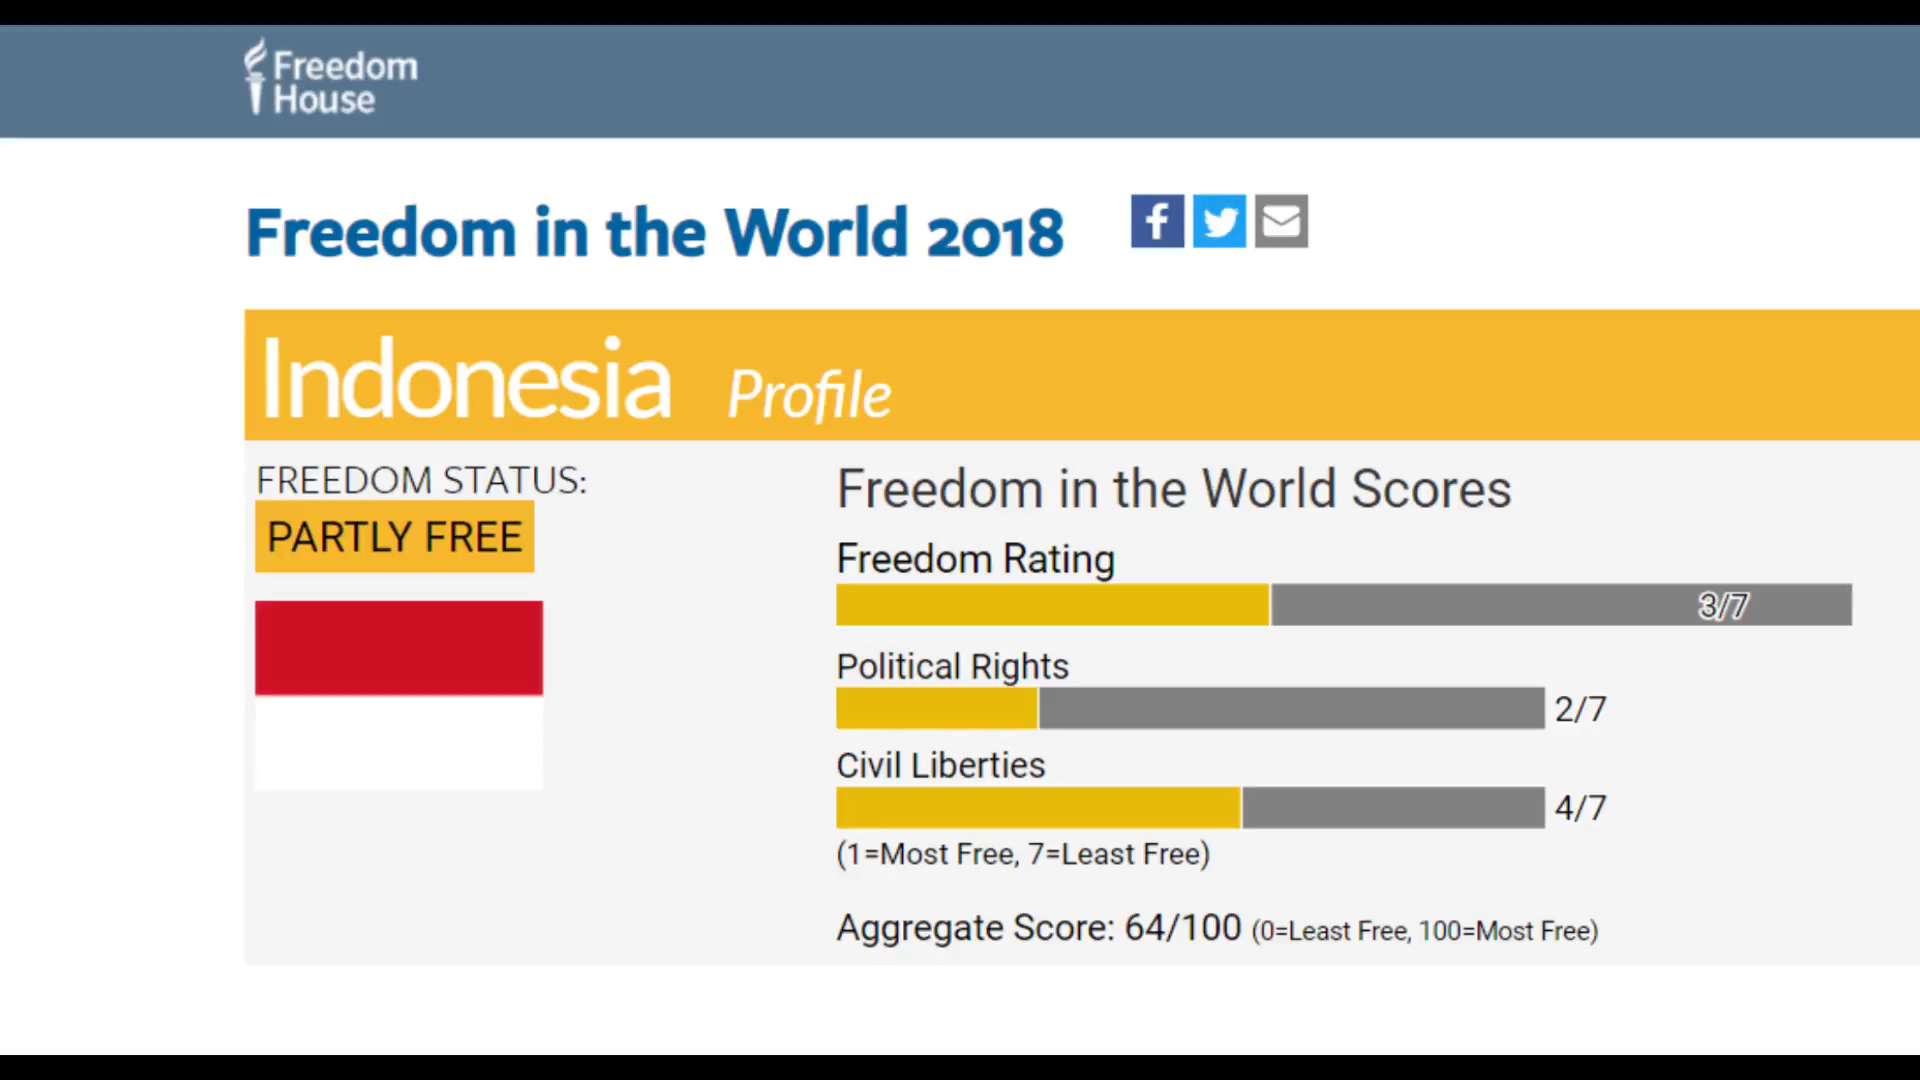 Freedom
House
Freedom in the World 2018
Indonesia Profile
FREEDOM STATUS:
PARTLY FREE
Freedom in the World Scores
Freedom Rating
3/7
Political Rights
2/7
Civil Liberties
4/7
(1=Most Free, 7=Least Free)
Aggregate Score: 64/100 (0=Least Free, 100=Most Free)